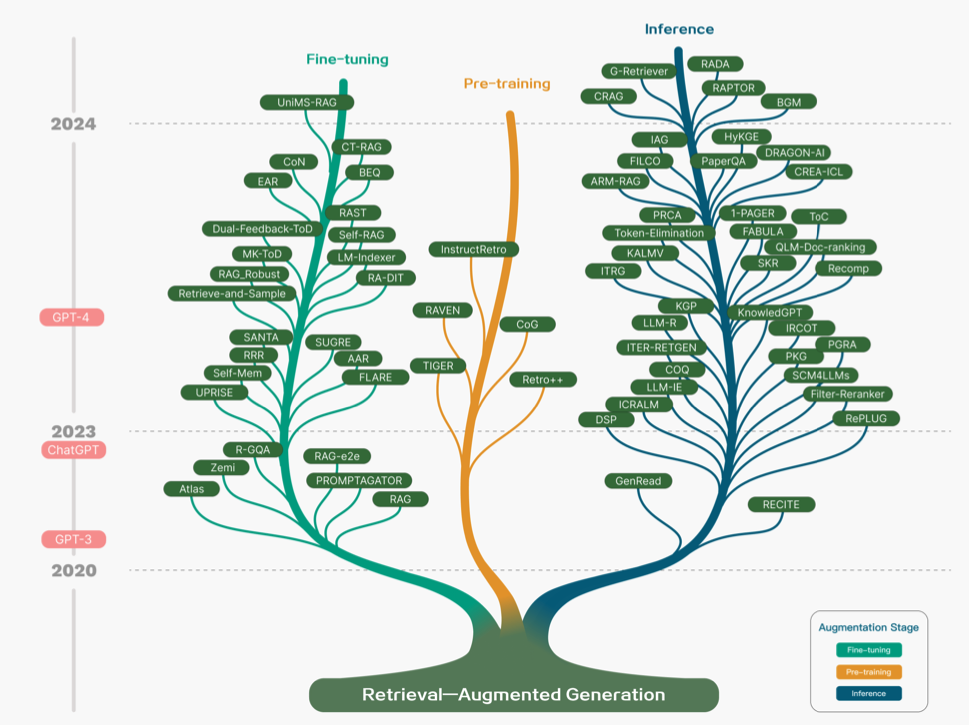 Inference
Fine-tuning
Pre-training
G-Retriever
RADA
RAPTOR
CRAG
BGM
UniMS-RAG
2024
IAG
HyKGE
CT-RAG
DRAGON-AI
CoN
FILCO
PaperQA
BEQ
CREA-ICL
EAR
ARM-RAG
RAST
PRCA
1-PAGER
ToC
Dual-Feedback-ToD
Self-RAG
Token-Elimination
FABULA
InstructRetro
QLM-Doc-ranking
MK-ToD
LM-Indexer
KALMV
SKR
Recomp
RAG_Robust
RA-DIT
ITRG
Retrieve-and-Sample
KGP
KnowledGPT
GPT-4
RAVEN
CoG
LLM-R
IRCOT
SANTA
SUGRE
PGRA
RRR
AAR
ITER-RETGEN
PKG
TIGER
COQ
Self-Mem
FLARE
Retro++
SCM4LLMs
LLM-IE
UPRISE
Filter-Reranker
ICRALM
DSP
RePLUG
2023
ChatGPT
R-GQA
RAG-e2e
Zemi
PROMPTAGATOR
GenRead
Atlas
RAG
RECITE
GPT-3
2020
Augmentation Stage
Fine-tuning
Pre-training
Inference
Retrieval—Augmented Generation